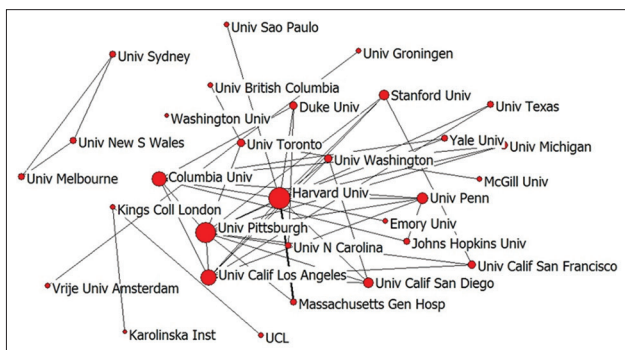 Univ Sao Paulo
Univ Sydney
Univ Groningen
Univ British Columbia
Stanford Univ
Duke Univ
Univ Texas
Washington Univ
Univ New S Wales
Univ Toronto
Yale Univ
Univ Michigan
Univ Washington
Univ Melbourne
Columbia Univ
McGill Univ
Harvard Univ
Univ Penn
Kings Coll London
Emory Univ
Univ Pittsburgh
Univ N Carolina
Johns Hopkins Univ
Univ Calif San Francisco
Univ Calif Los Angeles
Univ Calif San Diego
Vrije Univ Amsterdam
Massachusetts Gen Hosp
Karolinska Inst
UCL